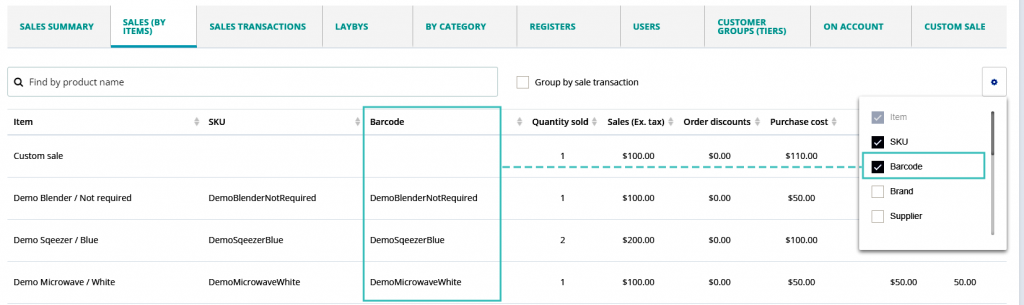 SALES SUMMARY
SALES (BY ITEMS)
SALES TRANSACTIONS
LAYBYS
BY CATEGORY
REGISTERS
USERS
CUSTOMER GROUPS (TIERS)
ON ACCOUNT
CUSTOM SALE
Find by product name
Group by sale transaction
Item SKU Barcode Quantity sold Sales (Ex. tax) Order discounts Purchase cost
Custom sale 1 $100.00 $0.00 $110.00
Demo Blender / Not required DemoBlenderNotRequired DemoBlenderNotRequired 1 $100.00 $0.00 $50.00
Demo Sqeezer / Blue DemoSqeezerBlue DemoSqeezerBlue 2 $200.00 $0.00 $100.00
Demo Microwave / White DemoMicrowaveWhite DemoMicrowaveWhite 1 $100.00 $0.00 $50.00 $50.00 50.00
Item
SKU
Barcode
Brand
Supplier